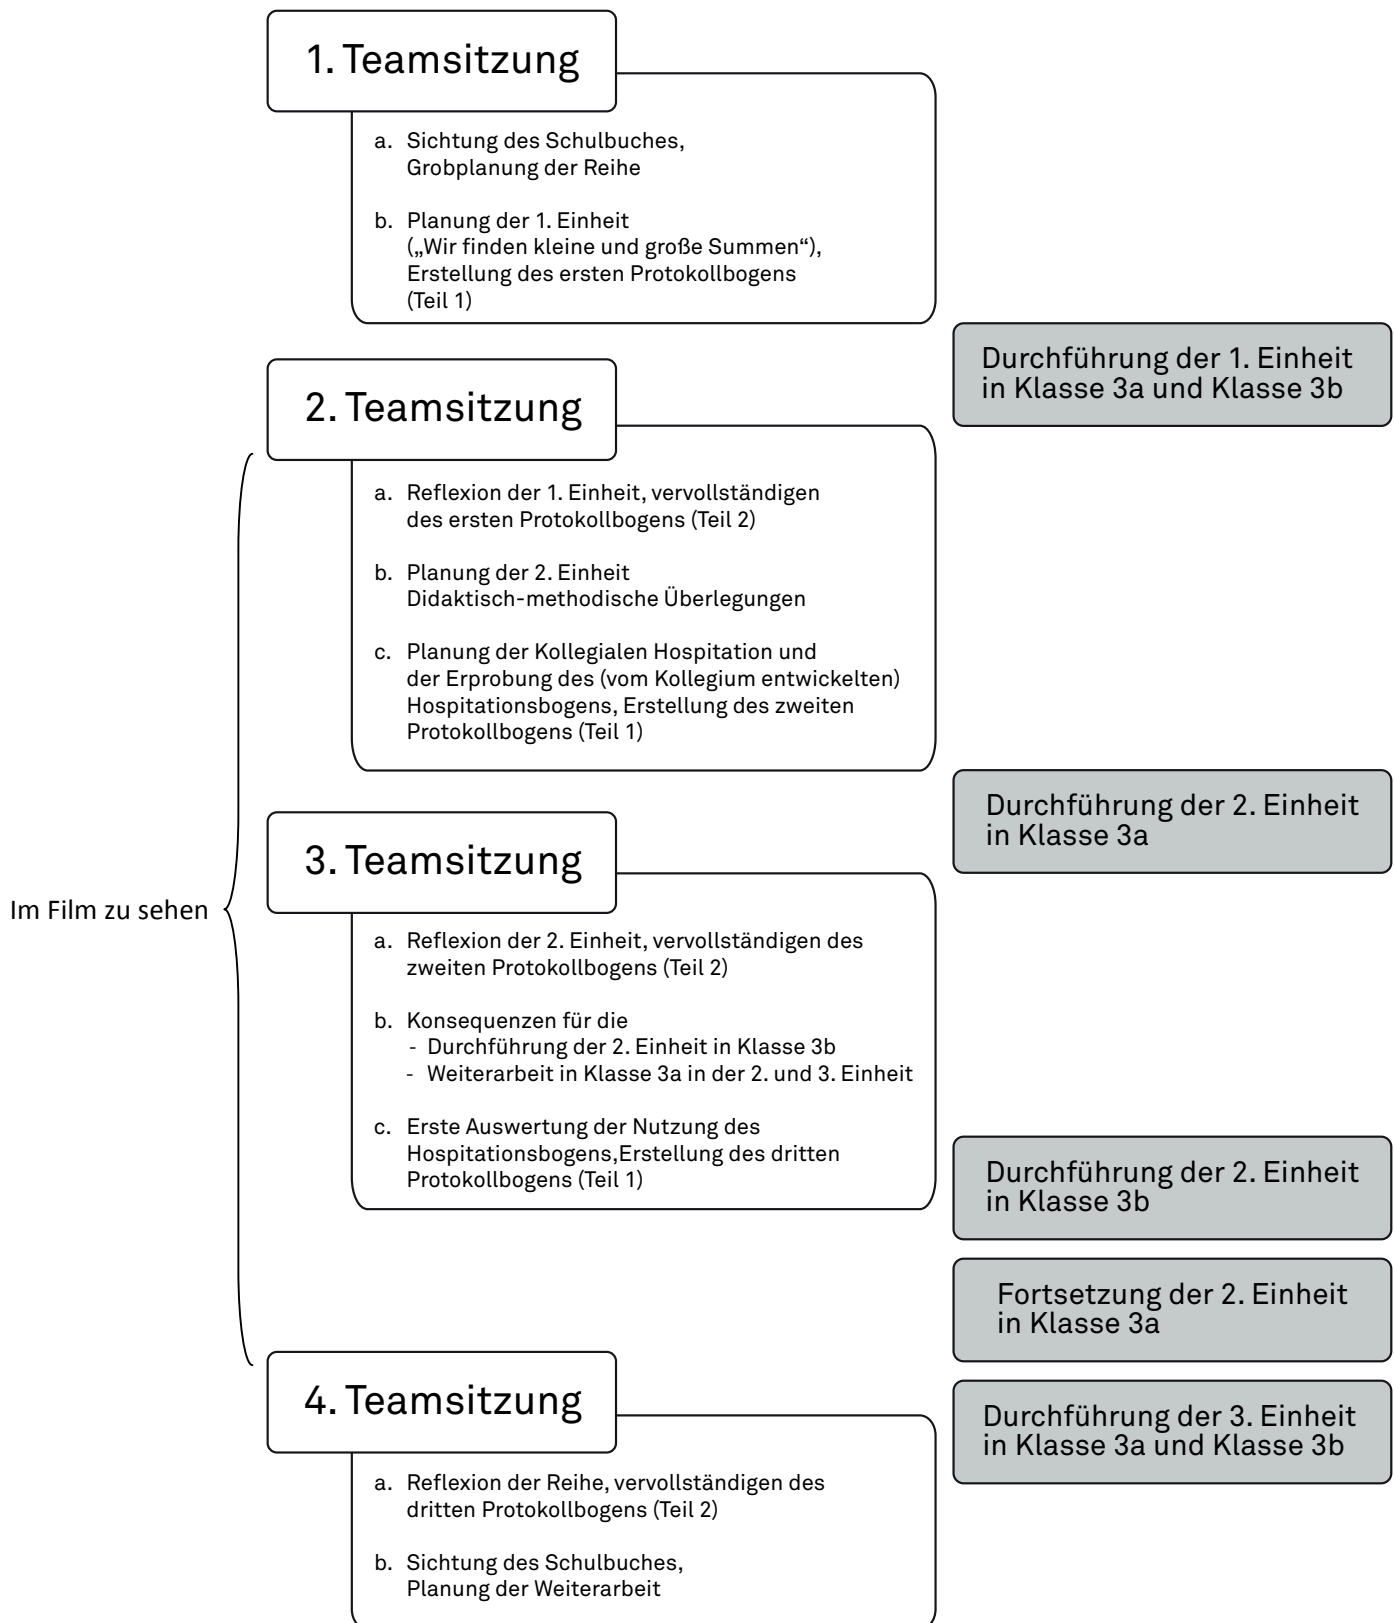 1. Teamsitzung
a. Sichtung des Schulbuches,
Grobplanung der Reihe
b. Planung der 1. Einheit
(„Wir finden kleine und große Summen“),
Erstellung des ersten Protokollbogens
(Teil 1)
Durchführung der 1. Einheit
in Klasse 3a und Klasse 3b
2. Teamsitzung
a. Reflexion der 1. Einheit, vervollständigen
des ersten Protokollbogens (Teil 2)
b. Planung der 2. Einheit
Didaktisch-methodische Überlegungen
c. Planung der Kollegialen Hospitation und
der Erprobung des (vom Kollegium entwickelten)
Hospitationsbogens, Erstellung des zweiten
Protokollbogens (Teil 1)
Durchführung der 2. Einheit
in Klasse 3a
3. Teamsitzung
Im Film zu sehen
a. Reflexion der 2. Einheit, vervollständigen des
zweiten Protokollbogens (Teil 2)
b. Konsequenzen für die
- Durchführung der 2. Einheit in Klasse 3b
- Weiterarbeit in Klasse 3a in der 2. und 3. Einheit
c. Erste Auswertung der Nutzung des
Hospitationsbogens,Erstellung des dritten
Protokollbogens (Teil 1)
Durchführung der 2. Einheit
in Klasse 3b
Fortsetzung der 2. Einheit
in Klasse 3a
4. Teamsitzung
Durchführung der 3. Einheit
in Klasse 3a und Klasse 3b
a. Reflexion der Reihe, vervollständigen des
dritten Protokollbogens (Teil 2)
b. Sichtung des Schulbuches,
Planung der Weiterarbeit